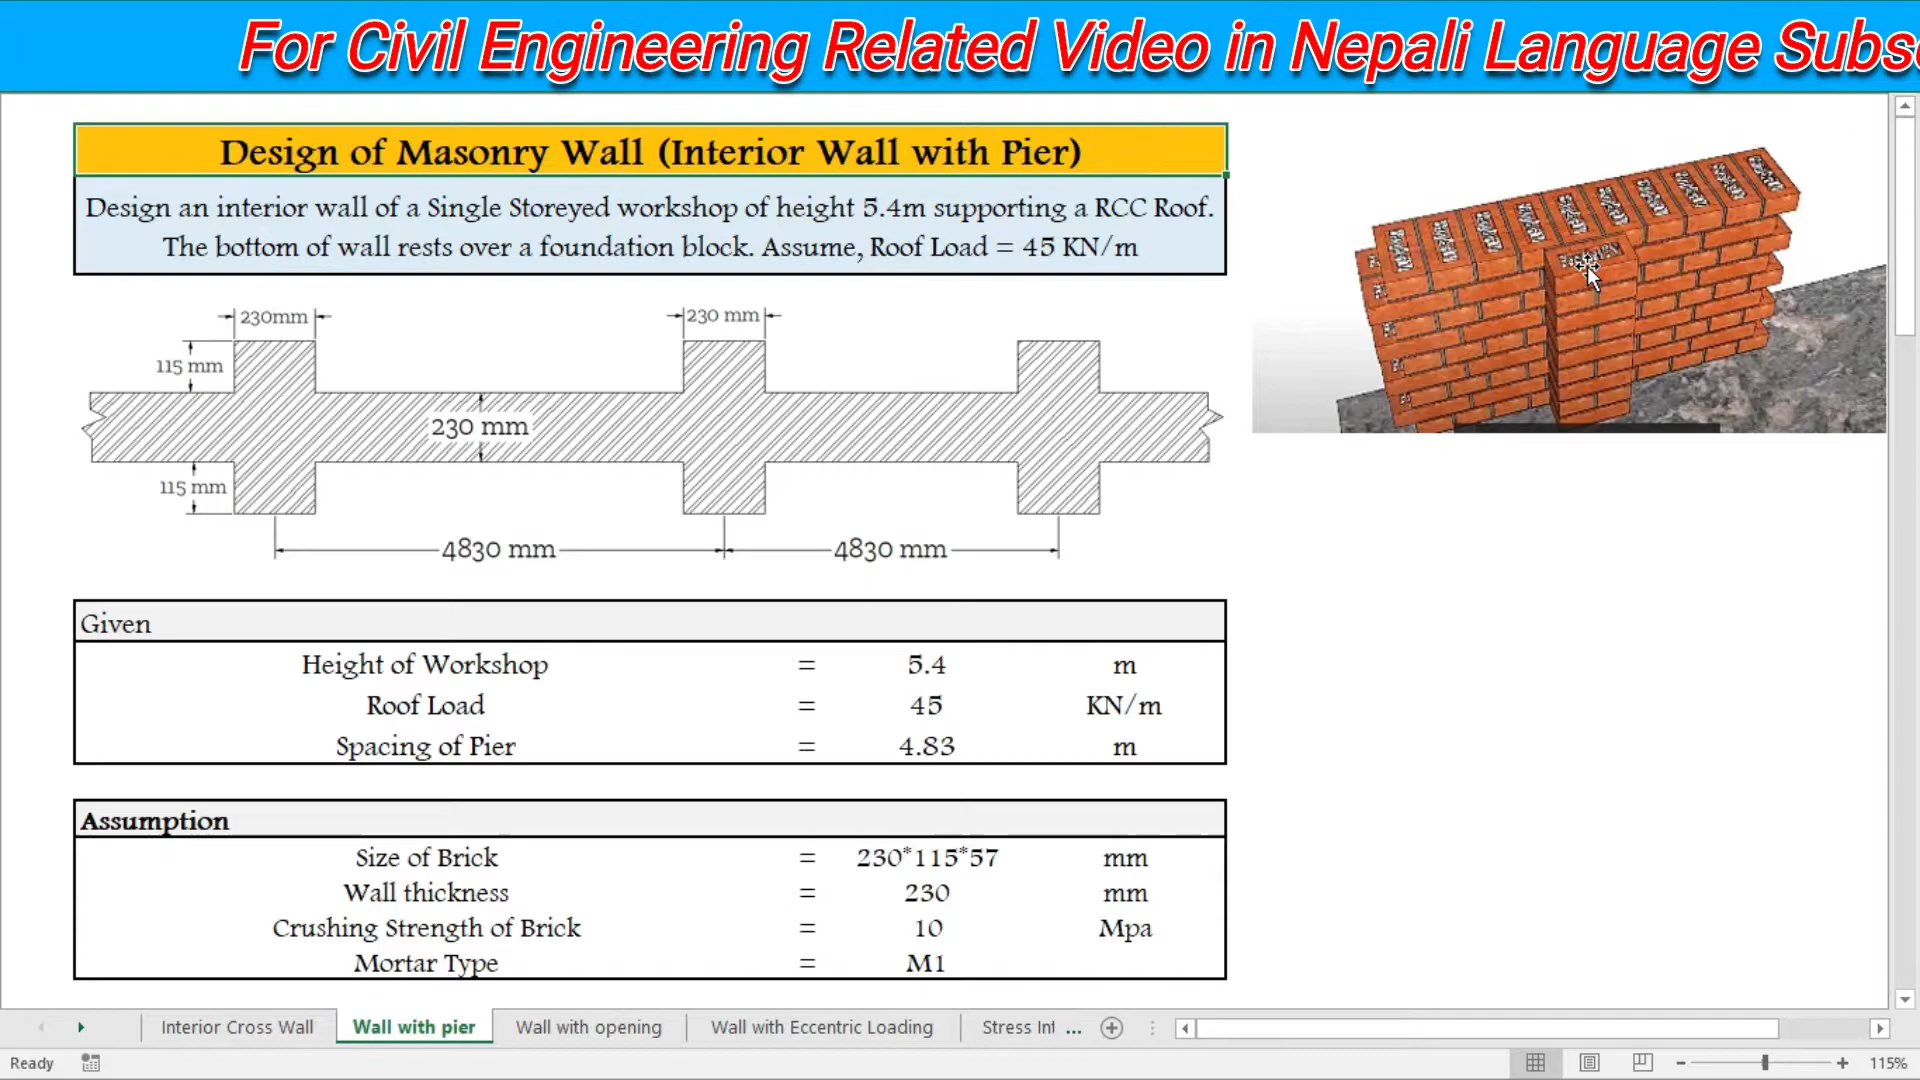 For Civil Engineering Related Video in Nepali Language Subs
Design of Masonry Wall (Interior Wall with Pier)
Design an interior wall of a Single Storeyed workshop of height 5.4m supporting a RCC Roof.
The bottom of wall rests over a foundation block. Assume, Roof Load = 45 KN/m
230mm
230 mm
115 mm
230 mm
115 mm
4830 mm
4830 mm
Given
Height of Workshop = 5.4 m
Roof Load = 45 KN/m
Spacing of Pier = 4.83 m
Assumption
Size of Brick = 230*115*57 mm
Wall thickness = 230 mm
Crushing Strength of Brick = 10 Mpa
Mortar Type = M1
Interior Cross Wall Wall with pier Wall with opening Wall with Eccentric Loading Stress Int ...
Ready 115%